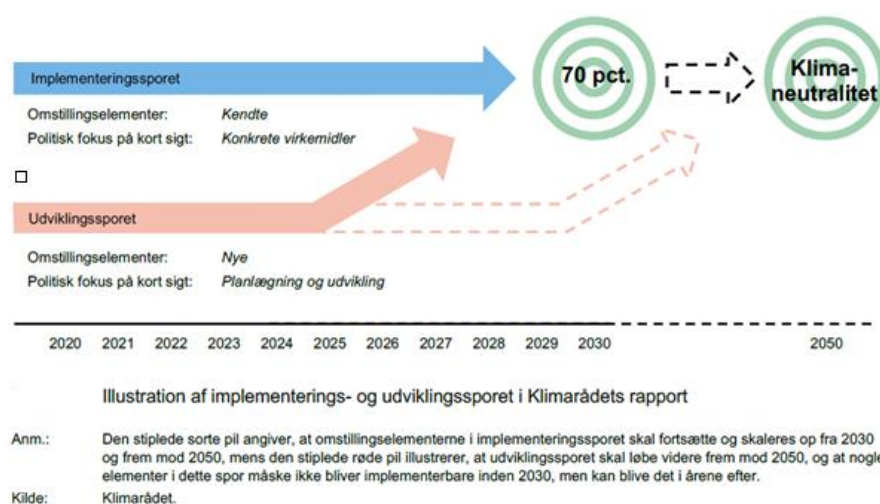 70 pct.
Klima-
neutralitet
Implementeringssporet
Omstillingselementer: Kendte
Politisk fokus på kort sigt: Konkrete virkemidler
Udviklingssporet
Omstillingselementer: Nye
Politisk fokus på kort sigt: Planlægning og udvikling
2020 2021 2022 2023 2024 2025 2026 2027 2028 2029 2030 2050
Illustration af implementerings- og udviklingssporet i Klimarådets rapport
Anm.: Den stiplede sorte pil angiver, at omstillingselementerne i implementeringssporet skal fortsætte og skaleres op fra 2030
og frem mod 2050, mens den stiplede røde pil illustrerer, at udviklingssporet skal løbe videre frem mod 2050, og at nogle
elementer i dette spor måske ikke bliver implementerbare inden 2030, men kan blive det i årene efter.
Kilde: Klimarådet.